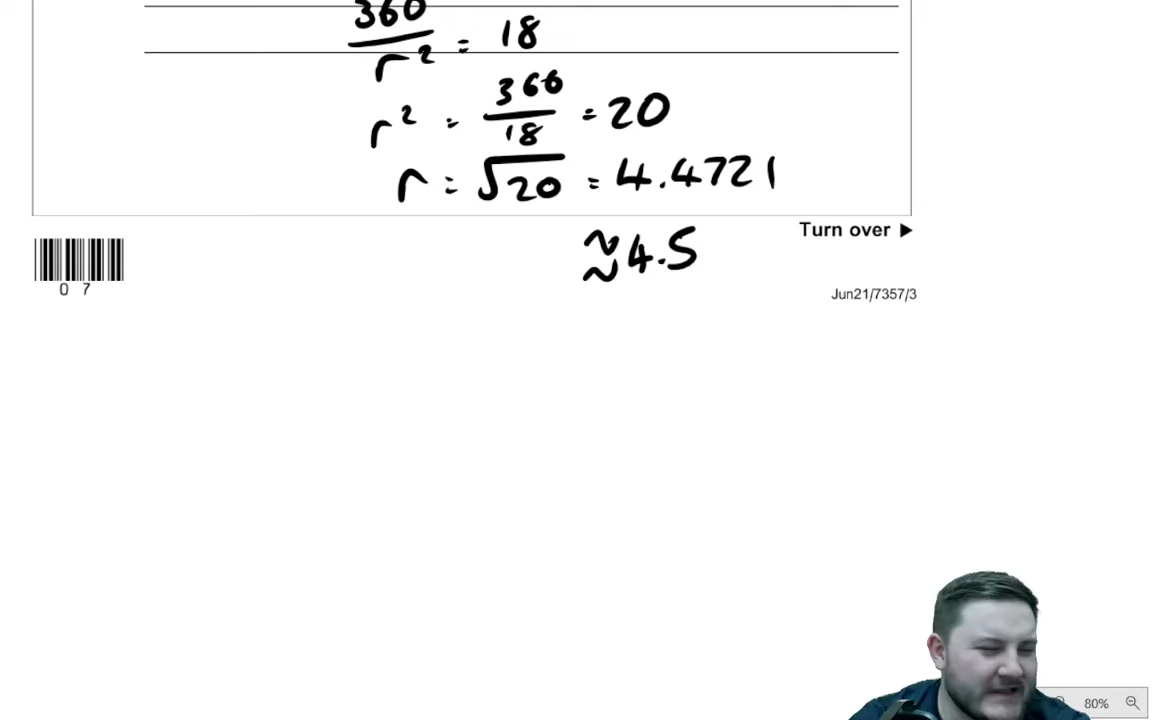 360/r² = 18
r² = 360/18 = 20
r = √20 = 4.4721
≈ 4.5
Turn over ▶
0 7
Jun21/7357/3
80%